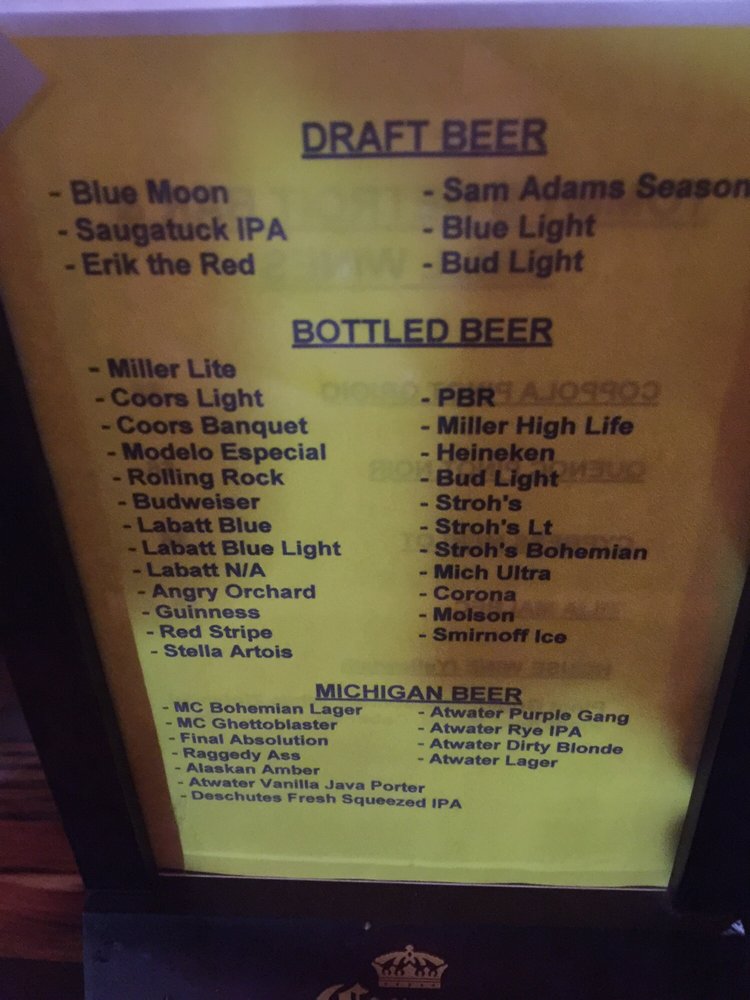 DRAFT BEER
- Blue Moon
- Saugatuck IPA
- Erik the Red
- Sam Adams Season
- Blue Light
- Bud Light
BOTTLED BEER
- Miller Lite
- Coors Light
- Coors Banquet
- Modelo Especial
- Rolling Rock
- Budweiser
- Labatt Blue
- Labatt Blue Light
- Labatt N/A
- Angry Orchard
- Guinness
- Red Stripe
- Stella Artois
- PBR
- Miller High Life
- Heineken
- Bud Light
- Stroh's
- Stroh's Lt
- Stroh's Bohemian
- Mich Ultra
- Corona
- Molson
- Smirnoff Ice
MICHIGAN BEER
- MC Bohemian Lager
- MC Ghettoblaster
- Final Absolution
- Raggedy Ass
- Alaskan Amber
- Atwater Vanilla Java Porter
- Deschutes Fresh Squeezed IPA
- Atwater Purple Gang
- Atwater Rye IPA
- Atwater Dirty Blonde
- Atwater Lager